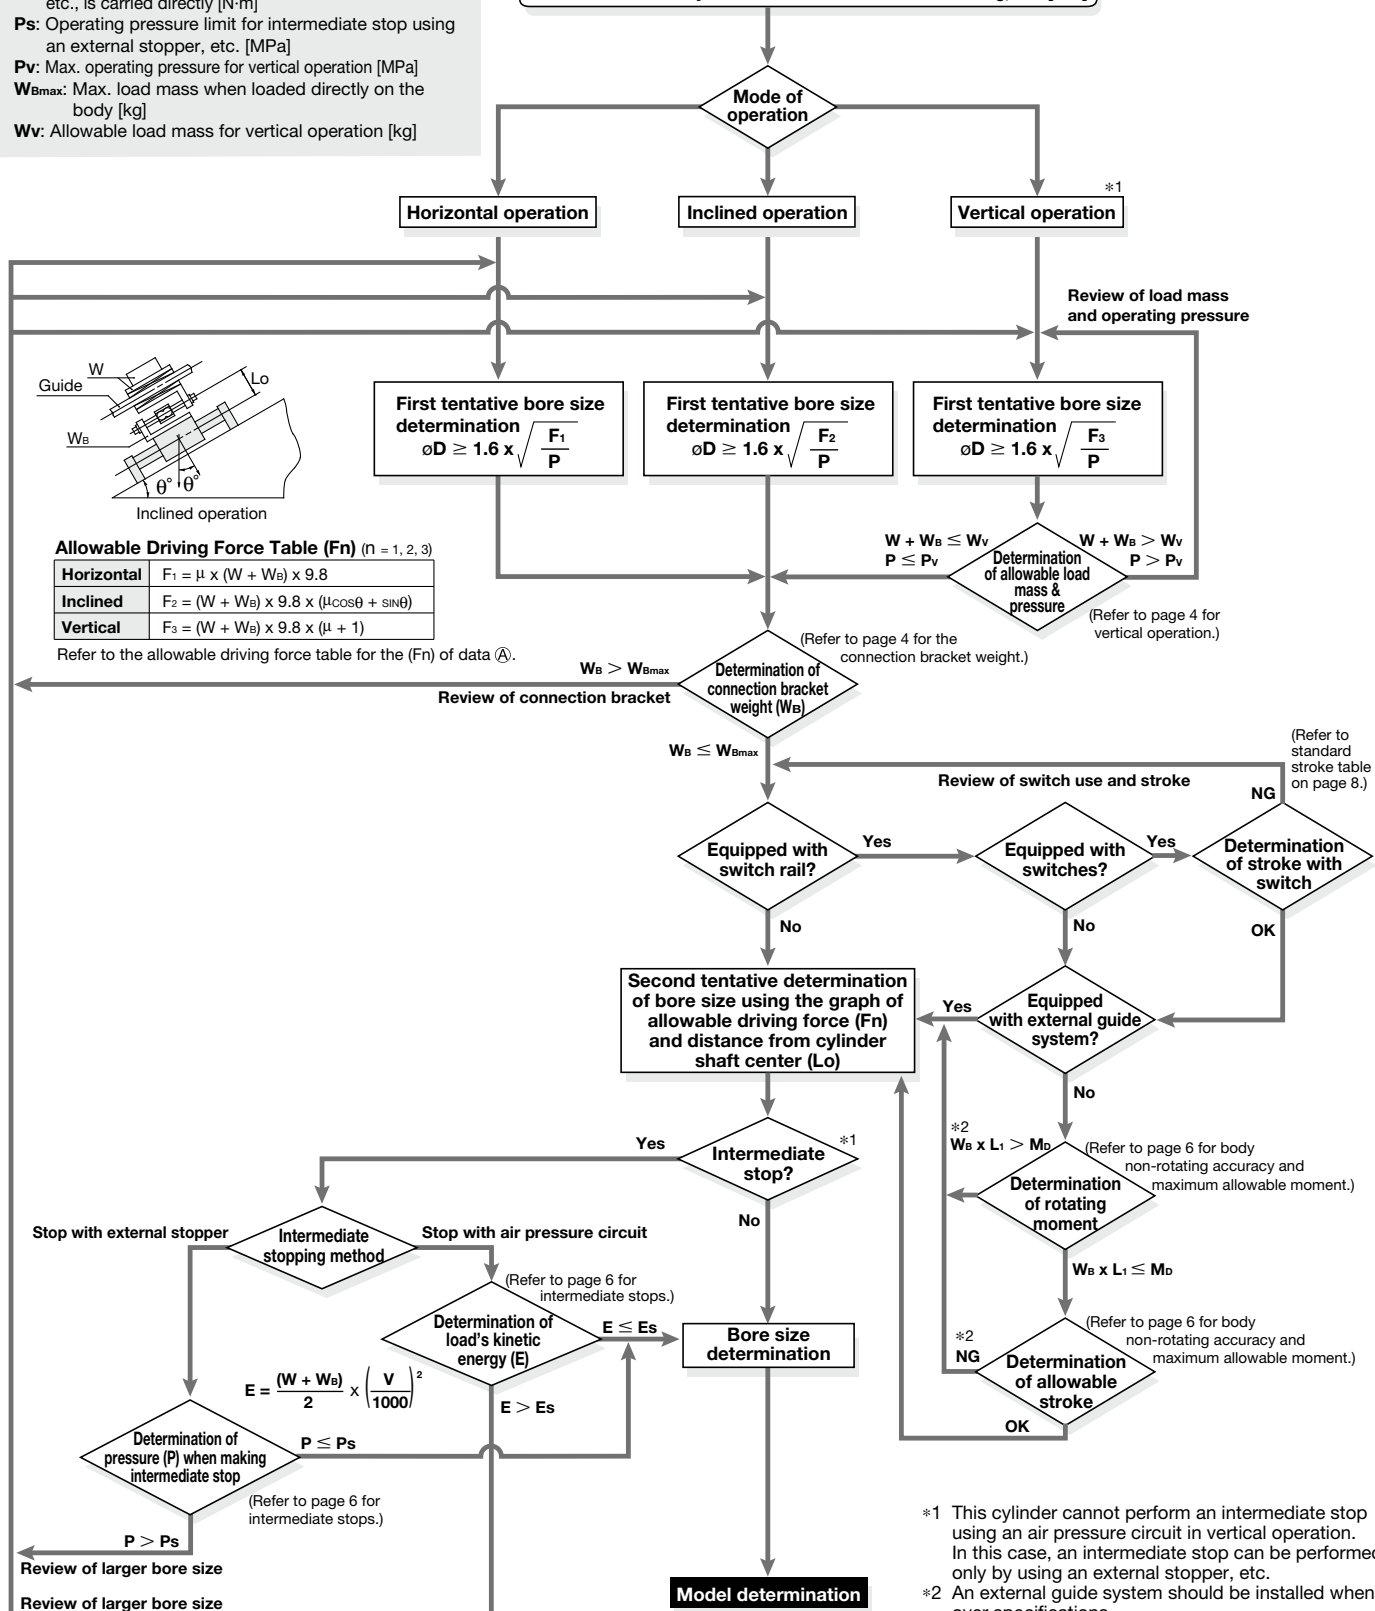 etc., is carried directly [N·m]
Ps: Operating pressure limit for intermediate stop using
an external stopper, etc. [MPa]
Pv: Max. operating pressure for vertical operation [MPa]
WBmax: Max. load mass when loaded directly on the
body [kg]
Wv: Allowable load mass for vertical operation [kg]
Mode of
operation
Horizontal operation
Inclined operation
*1
Vertical operation
Review of load mass
and operating pressure
W
Guide
Lo
WB
θ° θ°
Inclined operation
First tentative bore size
determination
øD ≥ 1.6 x √ F1 / P
First tentative bore size
determination
øD ≥ 1.6 x √ F2 / P
First tentative bore size
determination
øD ≥ 1.6 x √ F3 / P
W + WB ≤ WV
P ≤ PV
Determination
of allowable load
mass &
pressure
W + WB > WV
P > PV
(Refer to page 4 for
vertical operation.)
Allowable Driving Force Table (Fn) (n = 1, 2, 3)
Horizontal F1 = μ x (W + WB) x 9.8
Inclined F2 = (W + WB) x 9.8 x (μCOSθ + SINθ)
Vertical F3 = (W + WB) x 9.8 x (μ + 1)
Refer to the allowable driving force table for the (Fn) of data Ⓐ.
(Refer to page 4 for the
connection bracket weight.)
WB > WBmax
Review of connection bracket
Determination of
connection bracket
weight (WB)
WB ≤ WBmax
Review of switch use and stroke
(Refer to
standard
stroke table
on page 8.)
NG
Equipped with
switch rail?
Yes
Equipped with
switches?
Yes
Determination
of stroke with
switch
No
No
OK
Second tentative determination
of bore size using the graph of
allowable driving force (Fn)
and distance from cylinder
shaft center (Lo)
Yes
Equipped
with external guide
system?
No
*2
WB x L1 > MD
(Refer to page 6 for body
non-rotating accuracy and
maximum allowable moment.)
Determination
of rotating
moment
WB x L1 ≤ MD
Yes
Intermediate
stop?
*1
No
Stop with external stopper
Intermediate
stopping method
Stop with air pressure circuit
(Refer to page 6 for
intermediate stops.)
Determination of
load's kinetic
energy (E)
E ≤ Es
Bore size
determination
E = (W + WB) / 2 x (V / 1000)²
E > Es
(Refer to page 6 for body
non-rotating accuracy and
maximum allowable moment.)
*2
NG
Determination
of allowable
stroke
OK
Determination of
pressure (P) when making
intermediate stop
P ≤ Ps
(Refer to page 6 for
intermediate stops.)
P > Ps
Review of larger bore size
Review of larger bore size
Model determination
*1 This cylinder cannot perform an intermediate stop
using an air pressure circuit in vertical operation.
In this case, an intermediate stop can be performed
only by using an external stopper, etc.
*2 An external guide system should be installed when